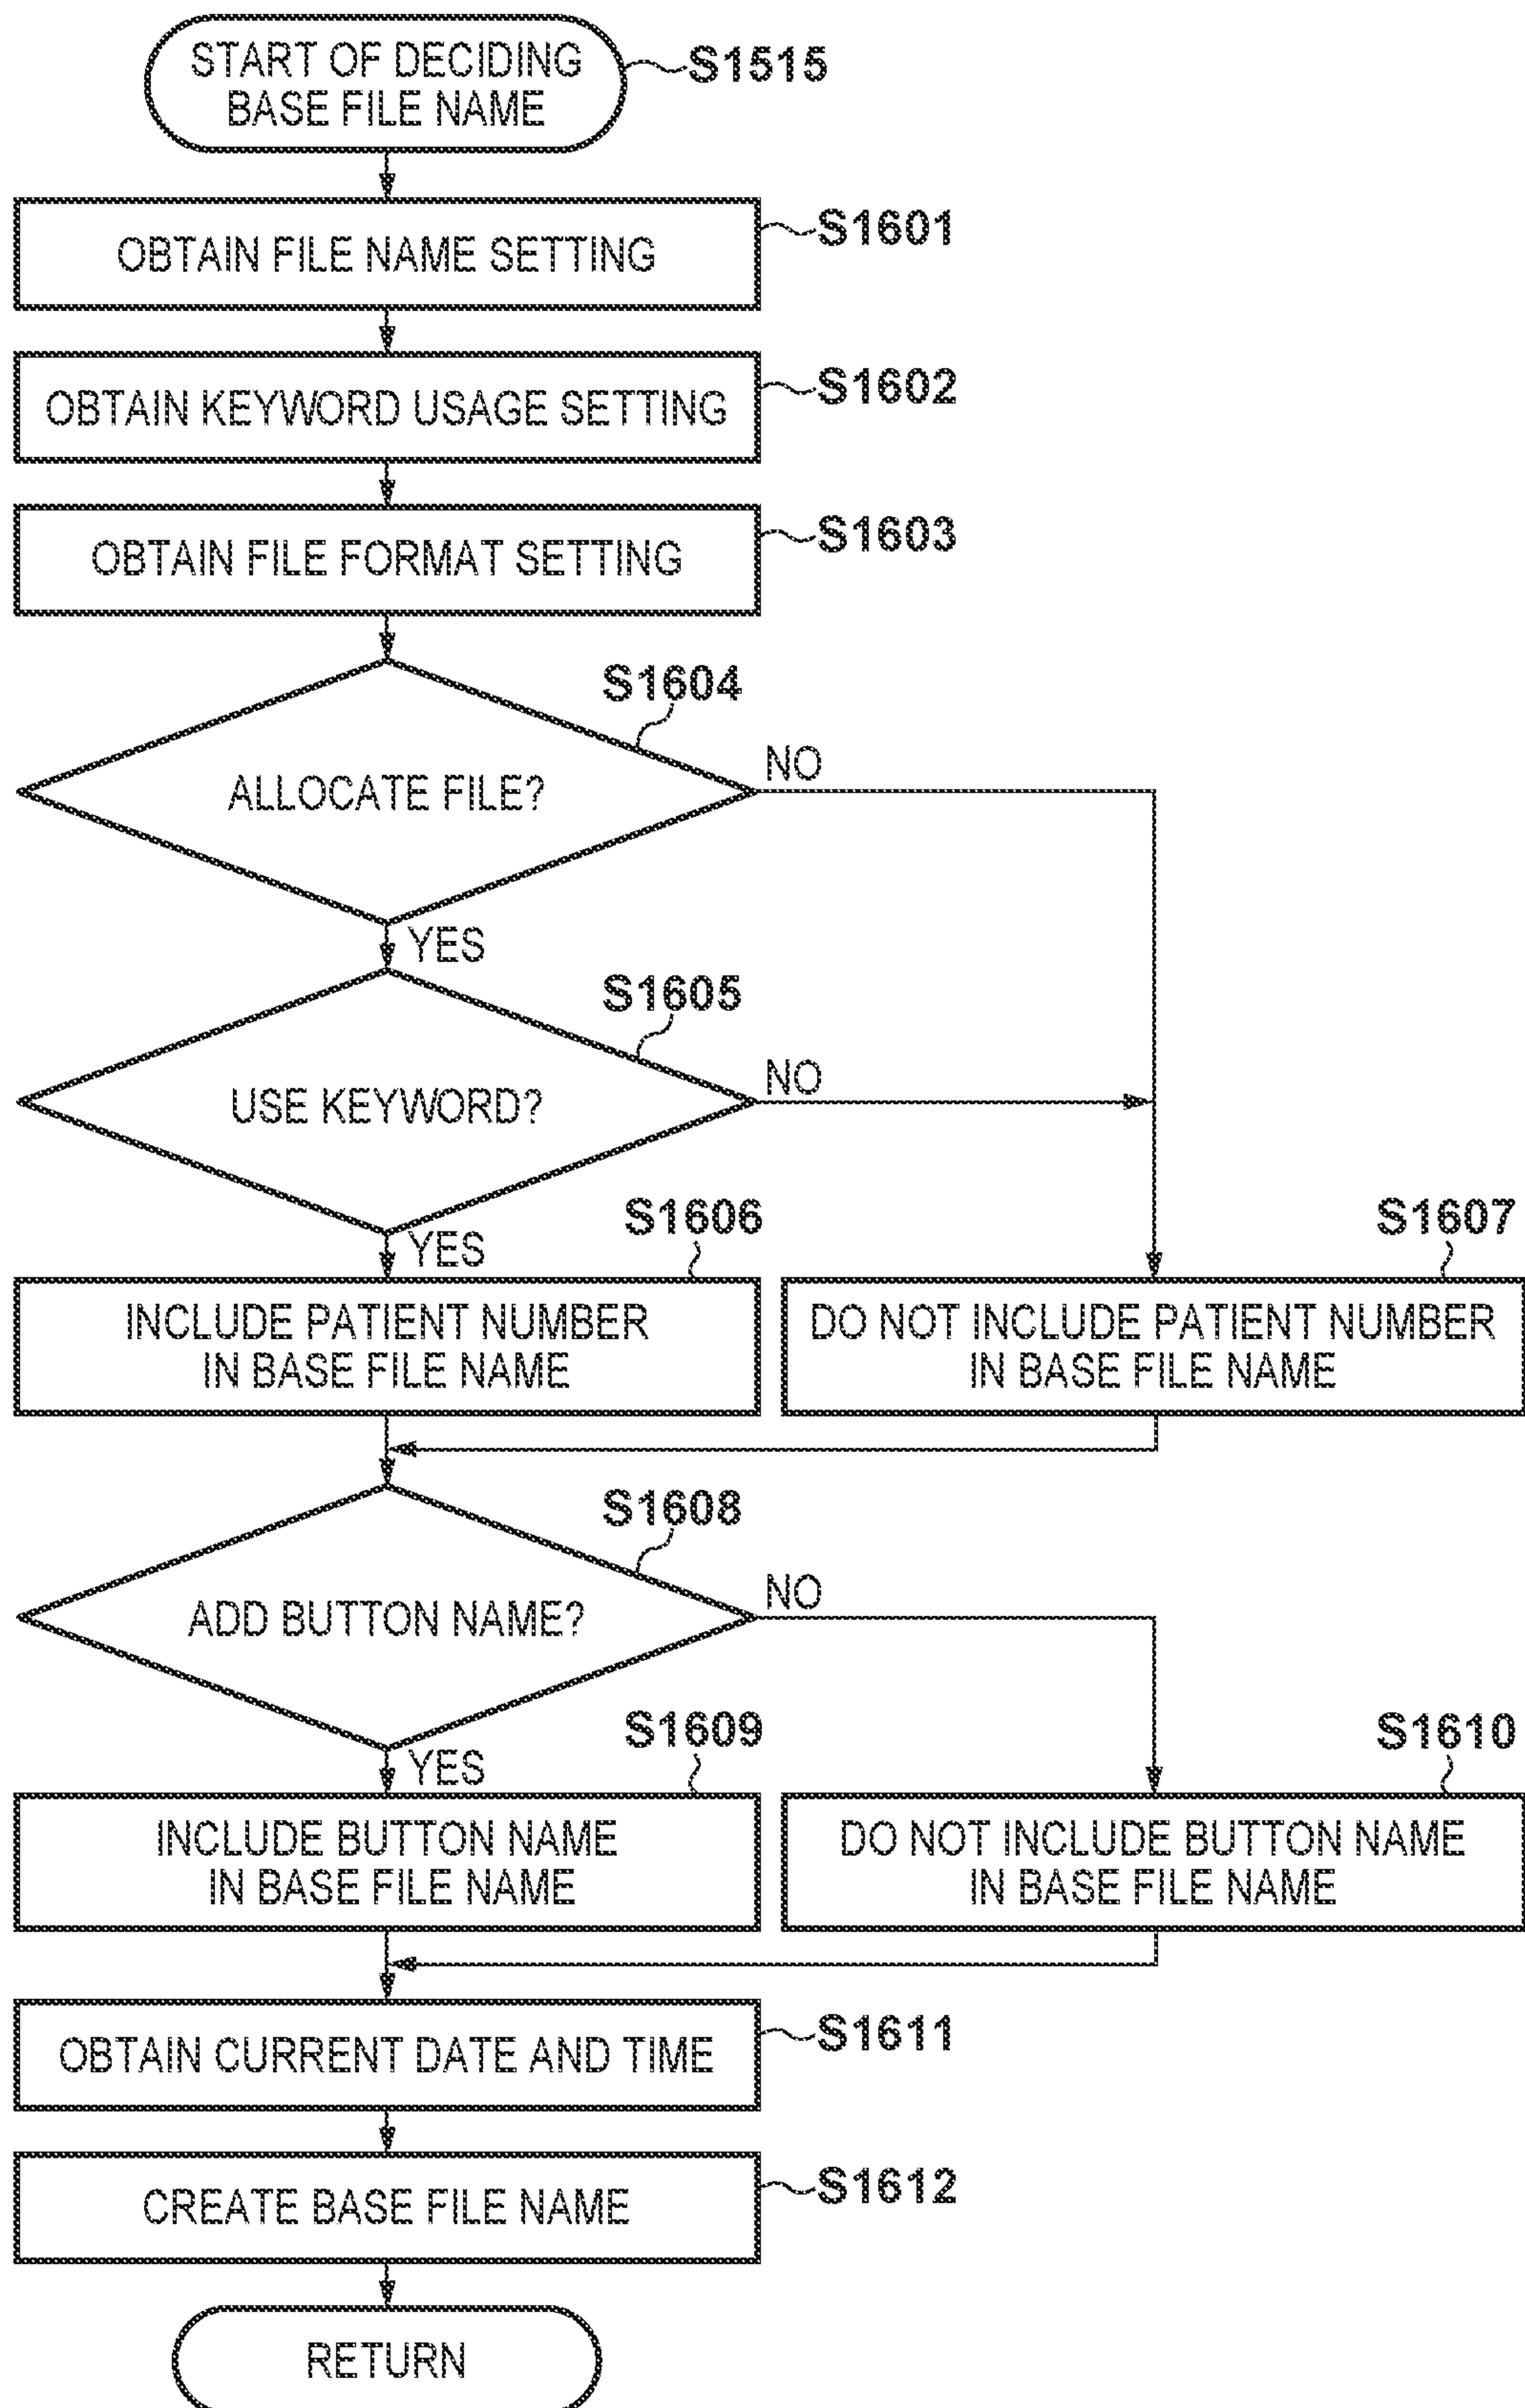 START OF DECIDING
BASE FILE NAME
S1515
OBTAIN FILE NAME SETTING
S1601
OBTAIN KEYWORD USAGE SETTING
S1602
OBTAIN FILE FORMAT SETTING
S1603
S1604
ALLOCATE FILE?
NO
YES
S1605
USE KEYWORD?
NO
YES
S1606
INCLUDE PATIENT NUMBER
IN BASE FILE NAME
S1607
DO NOT INCLUDE PATIENT NUMBER
IN BASE FILE NAME
S1608
ADD BUTTON NAME?
NO
YES
S1609
INCLUDE BUTTON NAME
IN BASE FILE NAME
S1610
DO NOT INCLUDE BUTTON NAME
IN BASE FILE NAME
OBTAIN CURRENT DATE AND TIME
S1611
CREATE BASE FILE NAME
S1612
RETURN